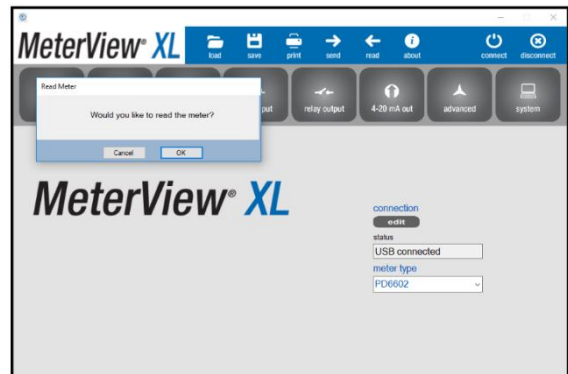 MeterView® XL
load save print send read about connect disconnect
Read Meter
Would you like to read the meter?
Cancel OK
put relay output 4-20 mA out advanced system
MeterView® XL
connection
edit
status
USB connected
meter type
PD6602